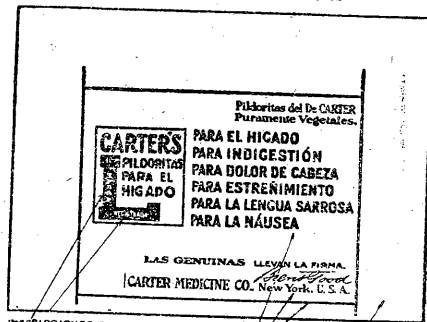 Pildoritas del Dr. CARTER
Puramente Vegetales.
CARTER'S
PILDORITAS
PARA EL
HIGADO
PARA EL HIGADO
PARA INDIGESTIÓN
PARA DOLOR DE CABEZA
PARA ESTREÑIMIENTO
PARA LA LENGUA SARROSA
PARA LA NÁUSEA
LAS GENUINAS LLEVAN LA FIRMA.
Brent Good
CARTER MEDICINE CO. New York. U. S. A.